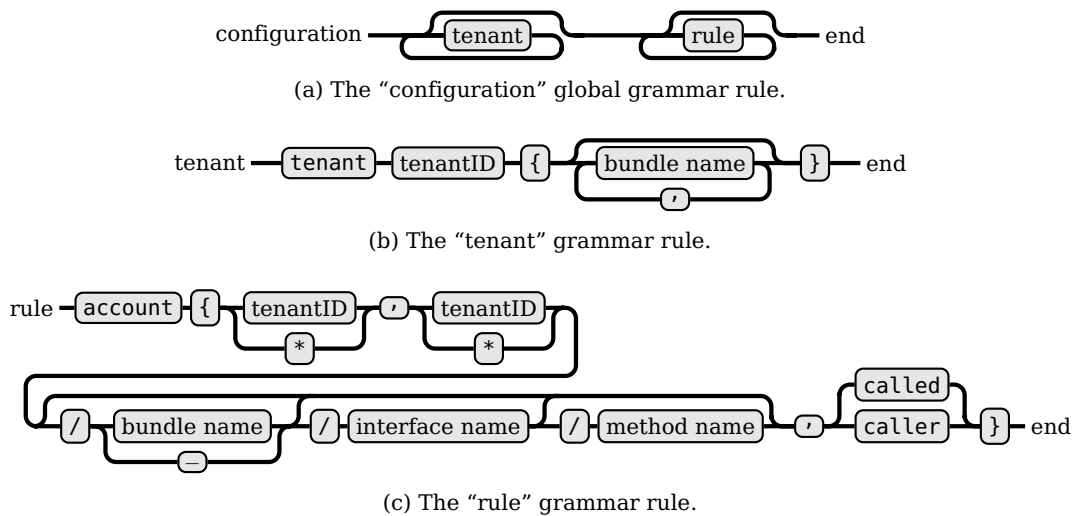 configuration tenant rule end
(a) The “configuration” global grammar rule.
tenant tenant tenantID { bundle name } end
,
(b) The “tenant” grammar rule.
rule account { tenantID , tenantID
* *
called
/ bundle name / interface name / method name , caller } end
–
(c) The “rule” grammar rule.